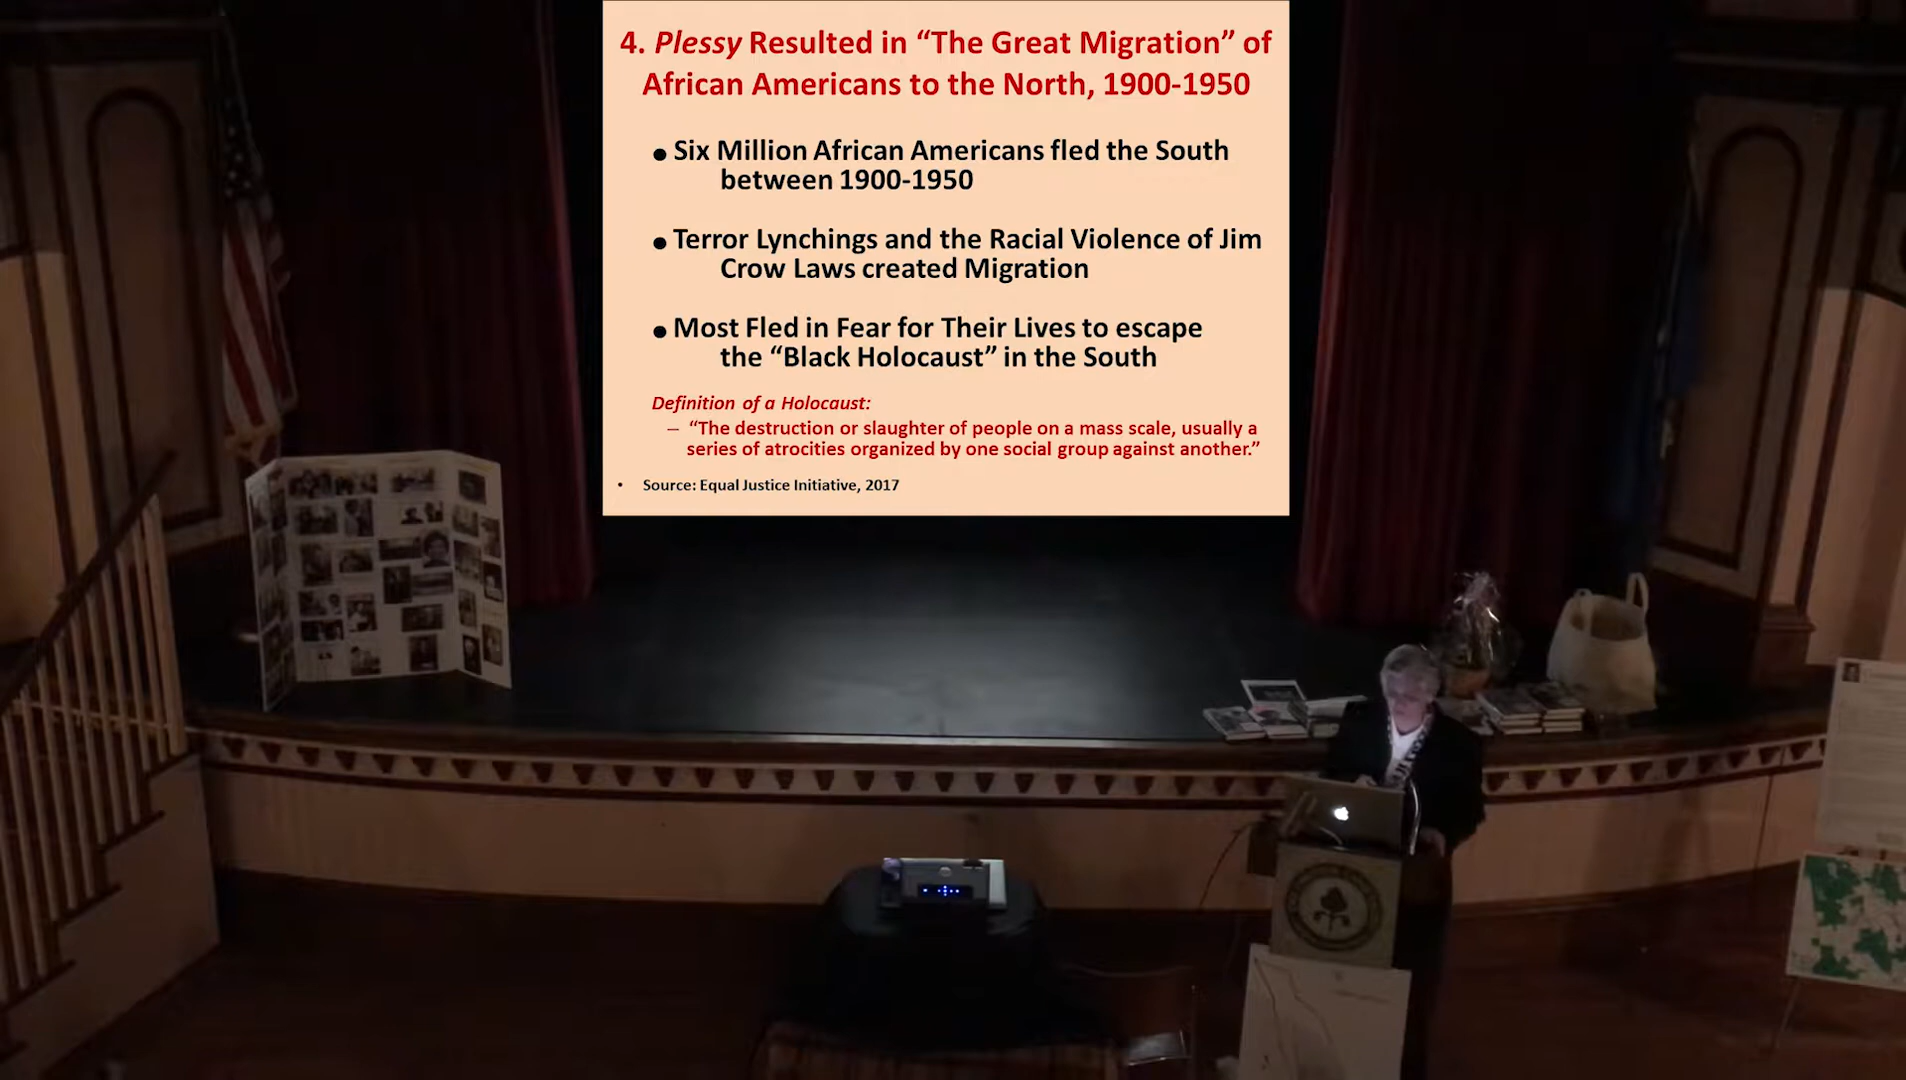 4. Plessy Resulted in “The Great Migration” of
African Americans to the North, 1900-1950
● Six Million African Americans fled the South
between 1900-1950
● Terror Lynchings and the Racial Violence of Jim
Crow Laws created Migration
● Most Fled in Fear for Their Lives to escape
the “Black Holocaust” in the South
Definition of a Holocaust:
– “The destruction or slaughter of people on a mass scale, usually a
series of atrocities organized by one social group against another.”
• Source: Equal Justice Initiative, 2017